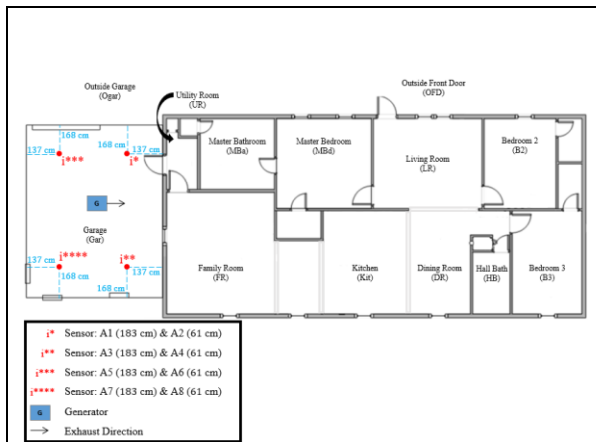 Outside Garage
(Ogar)
Utility Room
(UR)
Outside Front Door
(OFD)
168 cm
168 cm
137 cm
137 cm
i***
i*
Master Bathroom
(MBa)
Master Bedroom
(MBd)
Living Room
(LR)
Bedroom 2
(B2)
G
Garage
(Gar)
i****
i**
137 cm
137 cm
168 cm
168 cm
Family Room
(FR)
Kitchen
(Kit)
Dining Room
(DR)
Hall Bath
(HB)
Bedroom 3
(B3)
i* Sensor: A1 (183 cm) & A2 (61 cm)
i** Sensor: A3 (183 cm) & A4 (61 cm)
i*** Sensor: A5 (183 cm) & A6 (61 cm)
i**** Sensor: A7 (183 cm) & A8 (61 cm)
G Generator
Exhaust Direction